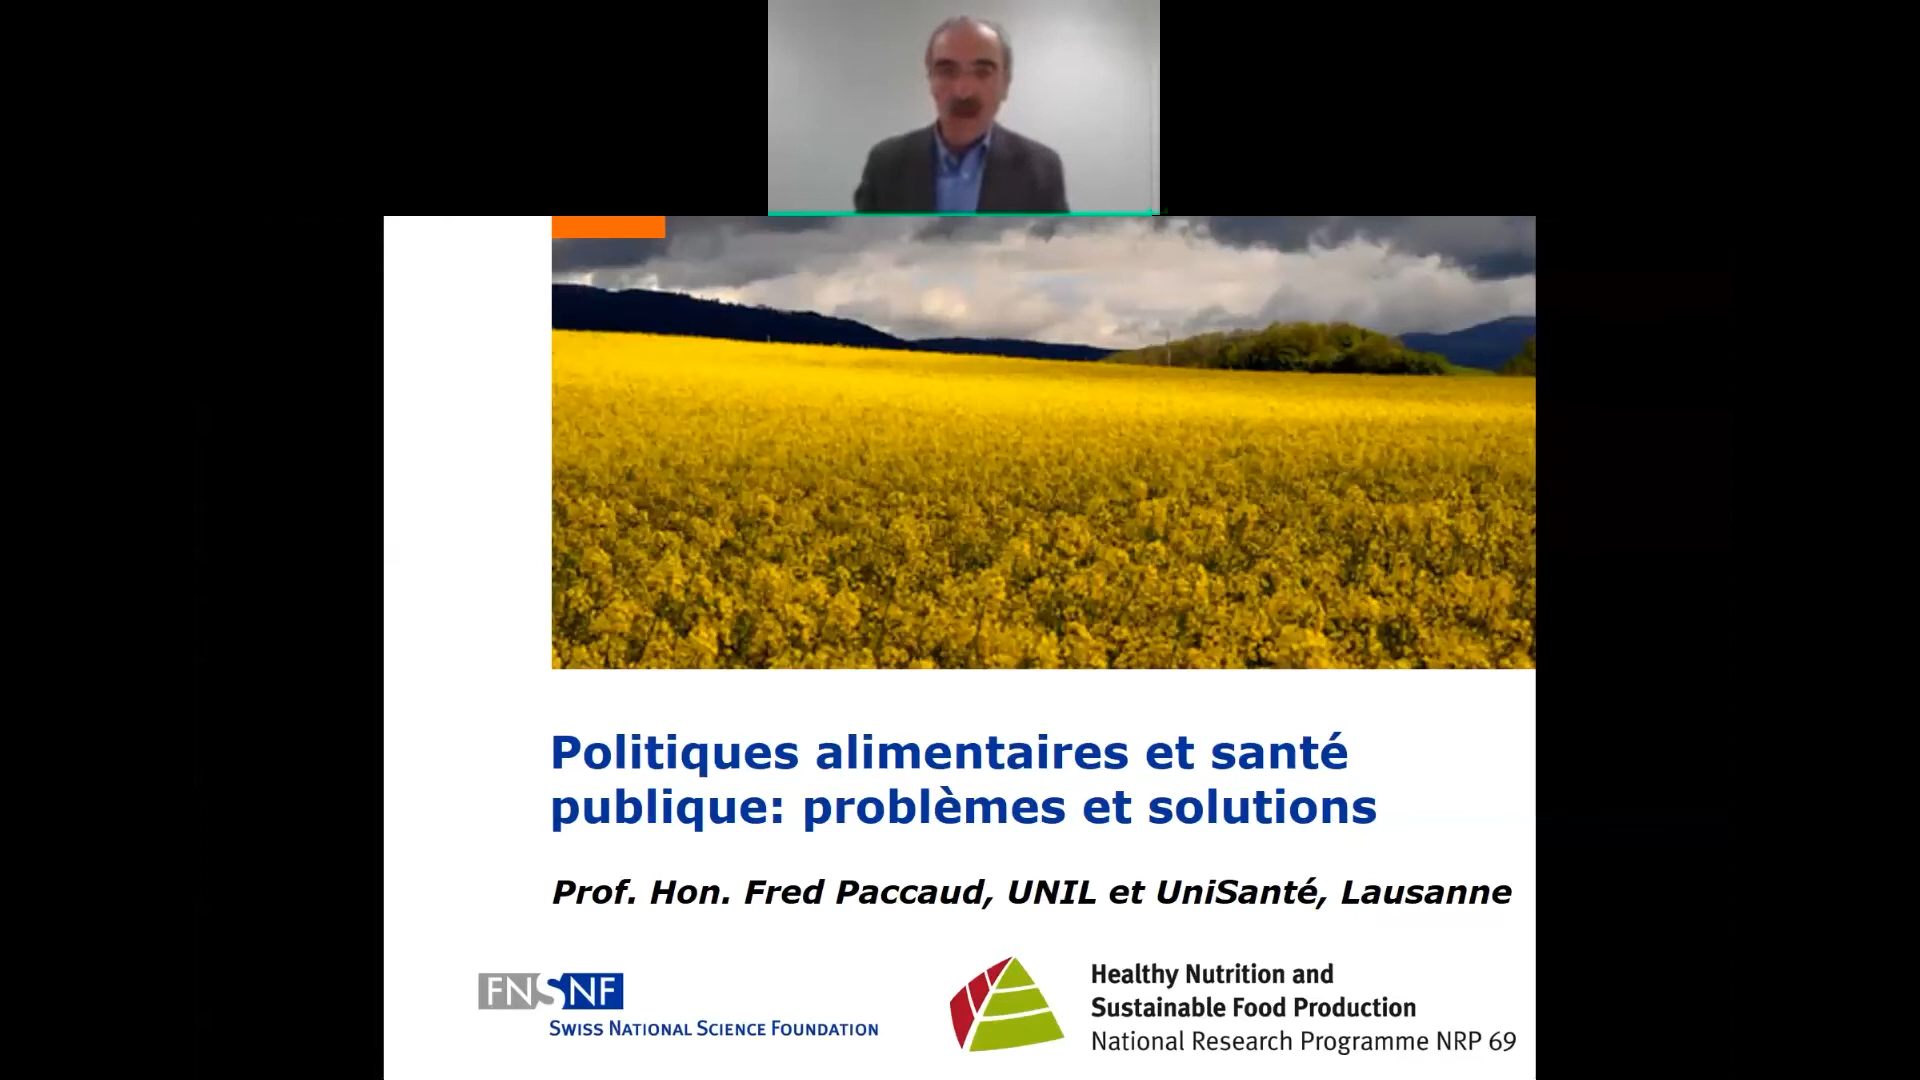 Politiques alimentaires et santé
publique: problèmes et solutions
Prof. Hon. Fred Paccaud, UNIL et UniSanté, Lausanne
FNSNF
SWISS NATIONAL SCIENCE FOUNDATION
Healthy Nutrition and
Sustainable Food Production
National Research Programme NRP 69